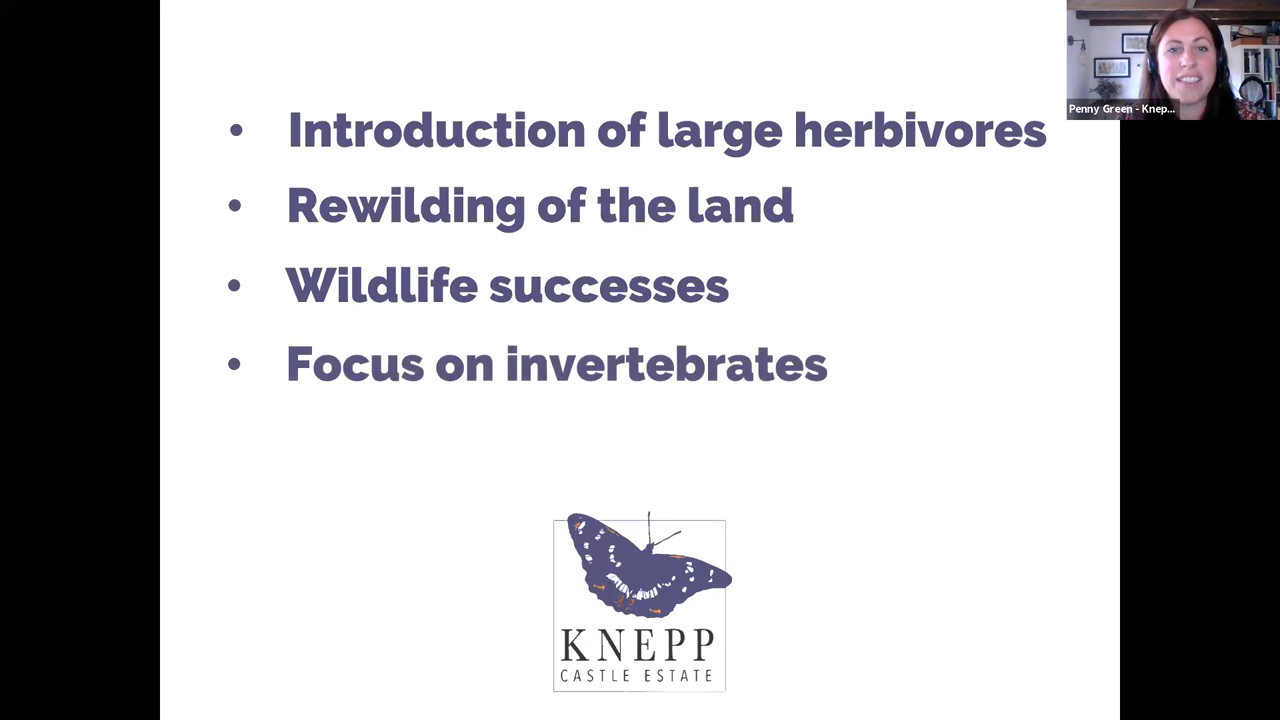 • Introduction of large herbivores
Penny Green - Knep...
• Rewilding of the land
• Wildlife successes
• Focus on invertebrates
KNEPP
CASTLE ESTATE